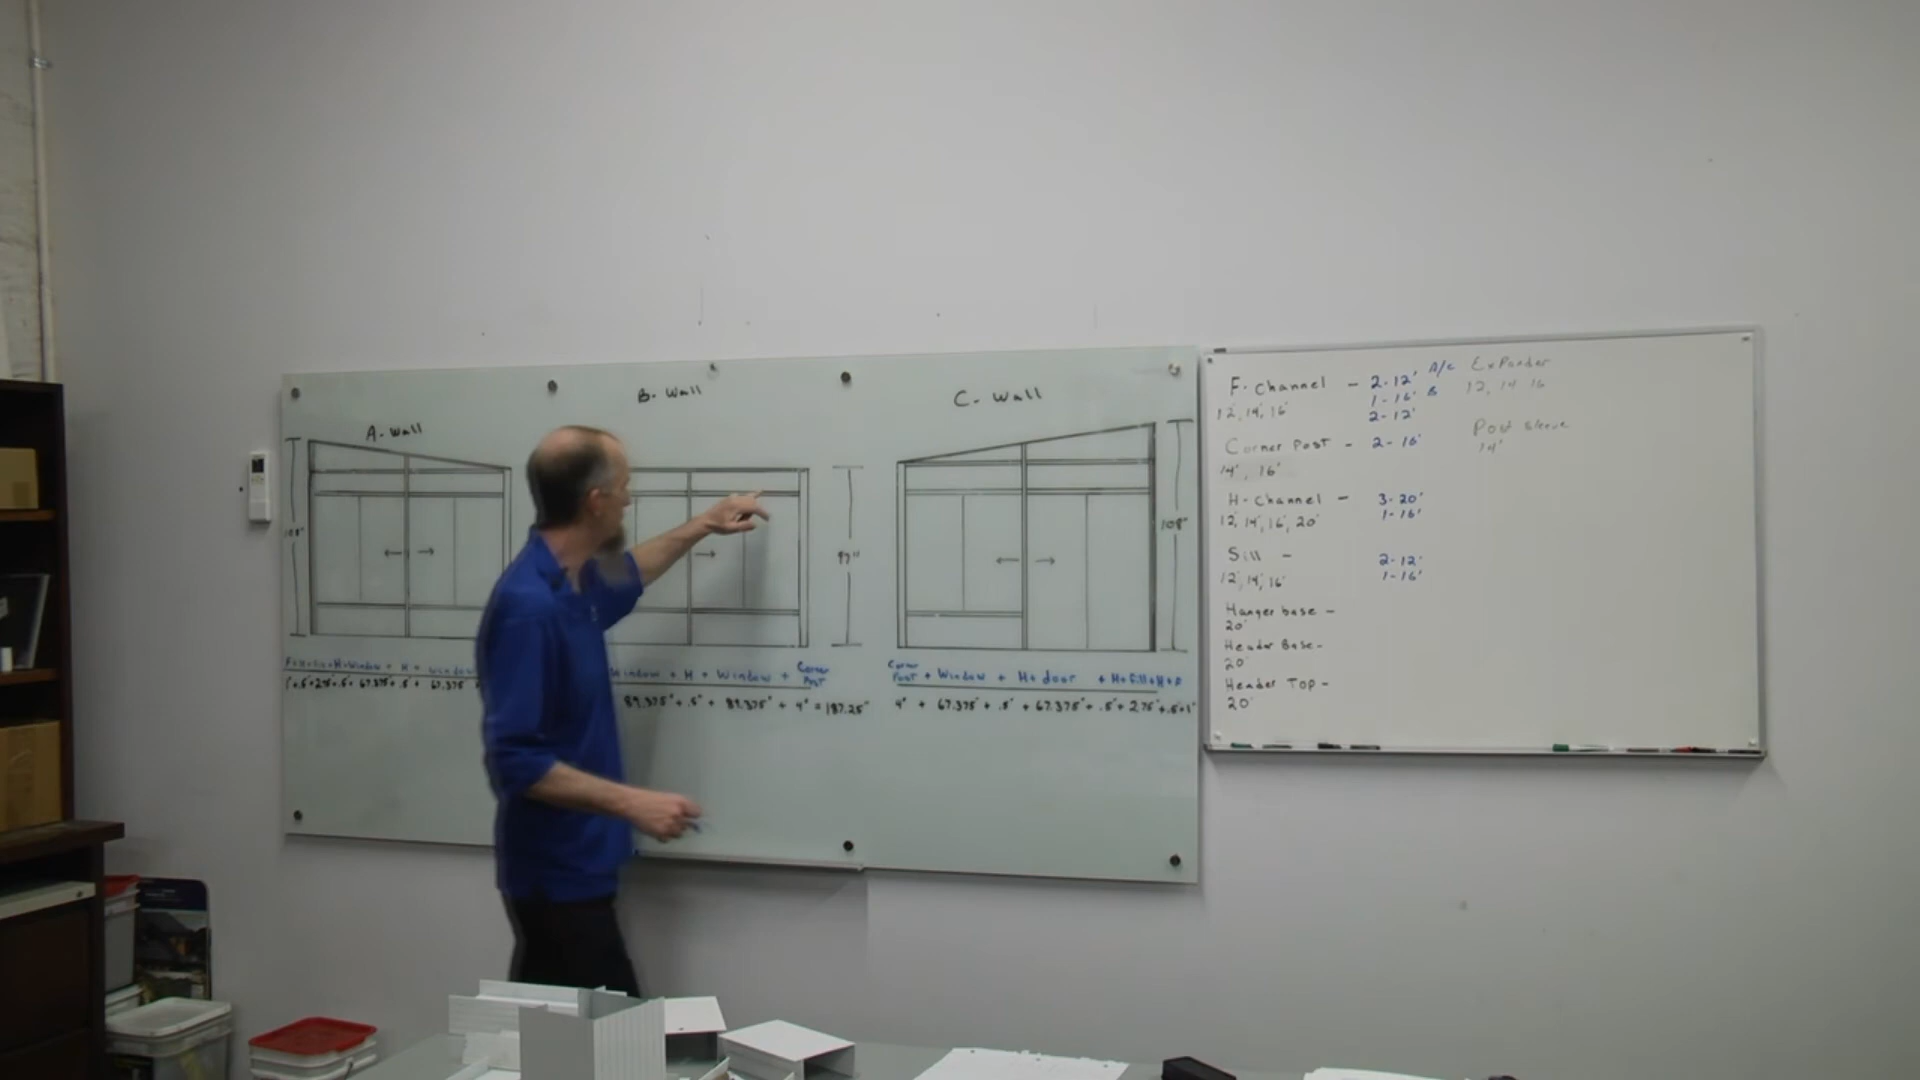 A-Wall
B-Wall
C-Wall
108"
97"
108"
Window + H + Window + Corner Post
89.375" + .5" + 89.375" + 4" = 187.25"
Corner Post + Window + H + door + H + Fill + H + F
4" + 67.375" + .5" + 67.375" + .5" + 2.75" + .5 + 1"
F-Channel - 2-12' A/C
1-16' B
12', 14', 16'
2-12'
Corner Post - 2-16'
14', 16'
H-Channel - 3-20'
1-16'
12', 14', 16', 20'
Sill - 2-12'
1-16'
12', 14', 16'
Hanger base -
20'
Header Base -
20'
Header Top -
20'
Expander
12, 14 16
Post sleeve
14'